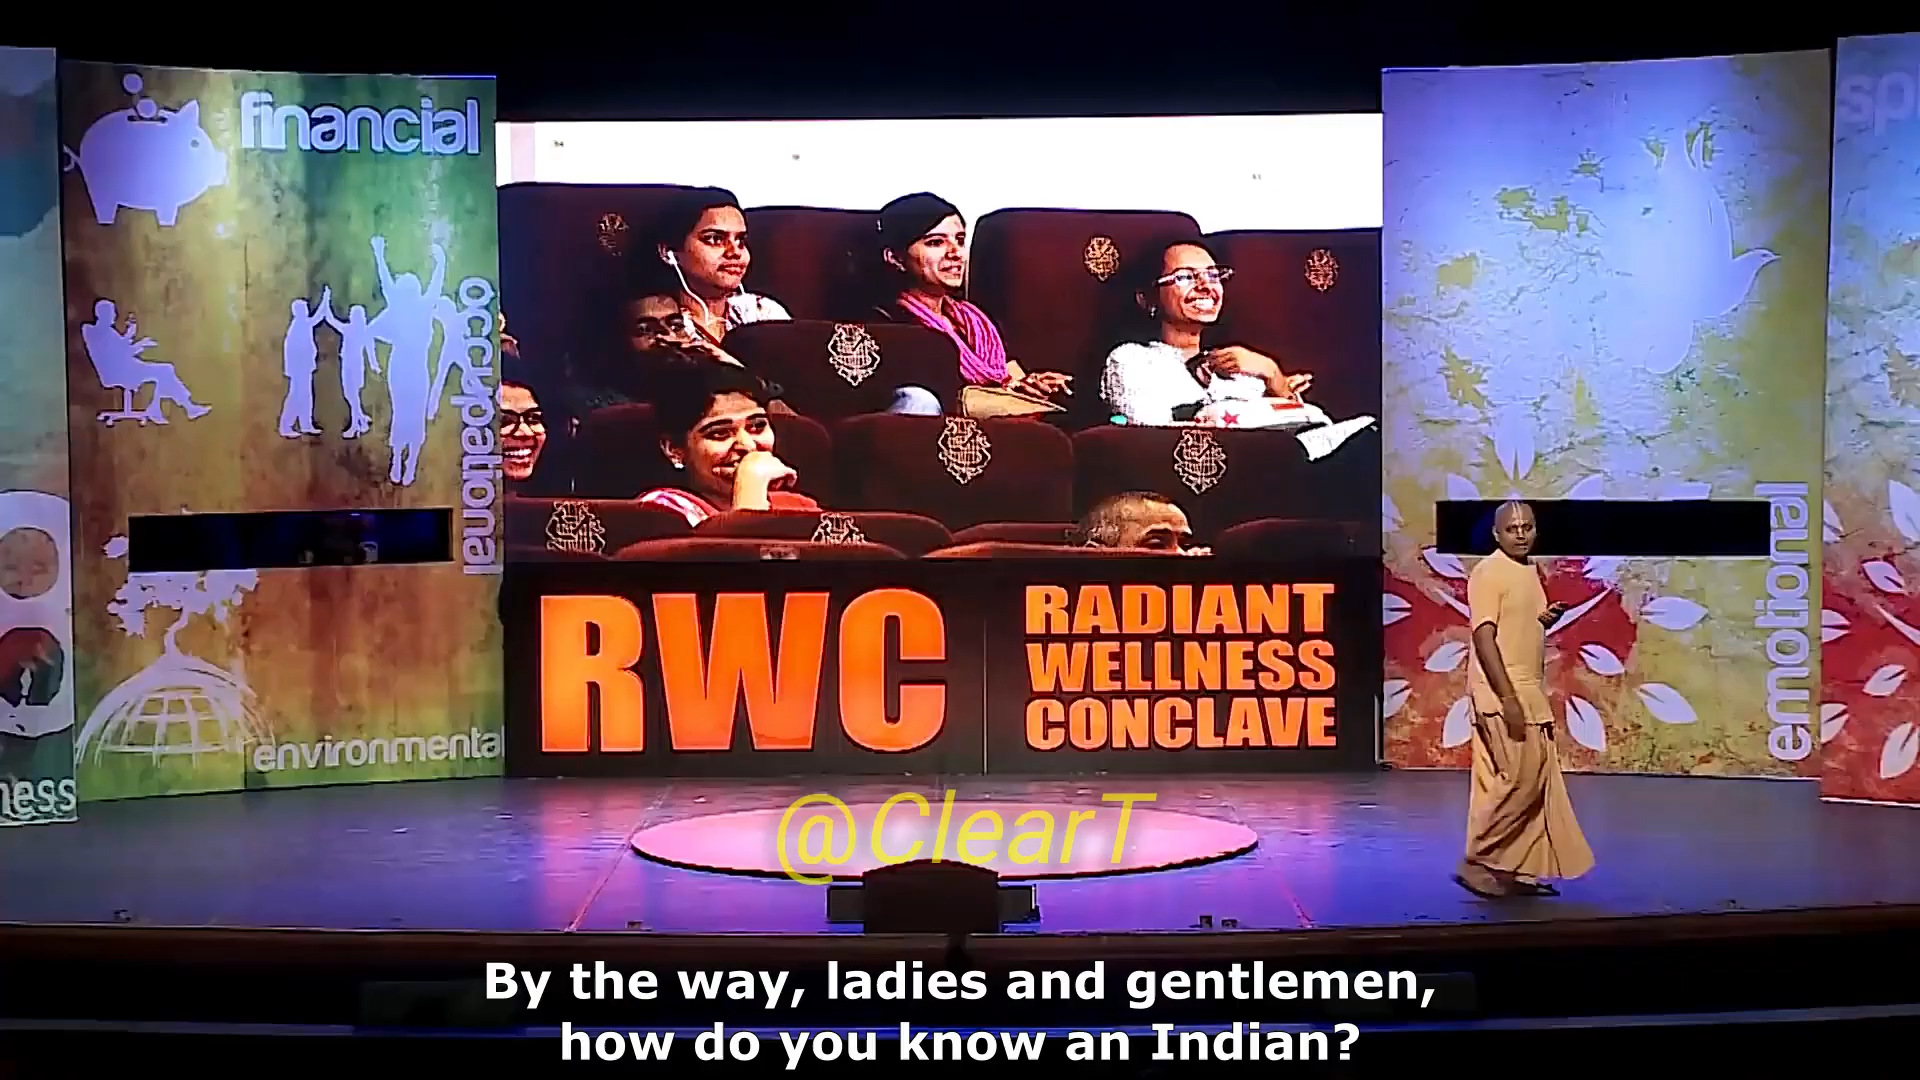 financial
occupational
environmental
ness
RWC
RADIANT
WELLNESS
CONCLAVE
emotional
sp
@ClearT
By the way, ladies and gentlemen,
how do you know an Indian?